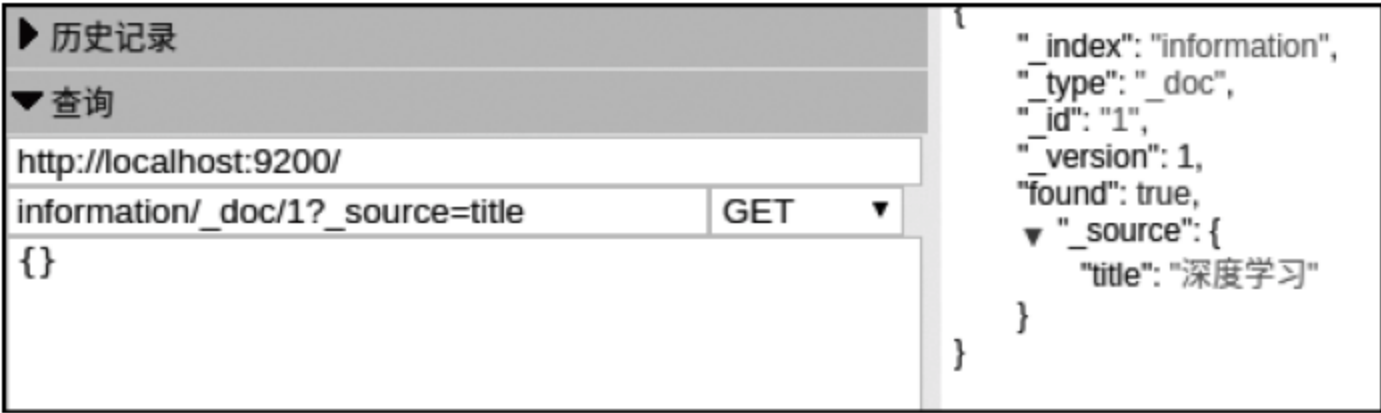 历史记录
查询
http://localhost:9200/
information/_doc/1?_source=title GET
{}
{
"_index": "information",
"_type": "_doc",
"_id": "1",
"_version": 1,
"found": true,
"_source": {
"title": "深度学习"
}
}